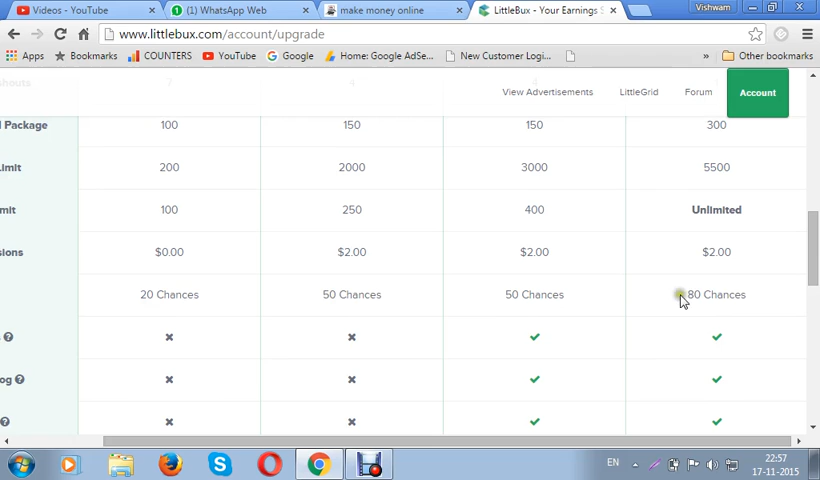 Videos - YouTube
(1) WhatsApp Web
make money online
LittleBux - Your Earnings S
Vishwam
www.littlebux.com/account/upgrade
Apps
Bookmarks
COUNTERS
YouTube
Google
Home: Google AdSe...
New Customer Logi...
»
Other bookmarks
shouts
View Advertisements
LittleGrid
Forum
Account
l Package 100 150 150 300
imit 200 2000 3000 5500
mit 100 250 400 Unlimited
sions $0.00 $2.00 $2.00 $2.00
20 Chances 50 Chances 50 Chances 80 Chances
og
EN
22:57
17-11-2015